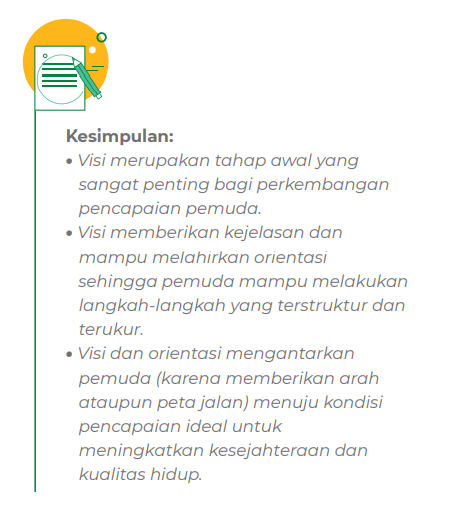 Kesimpulan:
• Visi merupakan tahap awal yang
sangat penting bagi perkembangan
pencapaian pemuda.
• Visi memberikan kejelasan dan
mampu melahirkan orientasi
sehingga pemuda mampu melakukan
langkah-langkah yang terstruktur dan
terukur.
• Visi dan orientasi mengantarkan
pemuda (karena memberikan arah
ataupun peta jalan) menuju kondisi
pencapaian ideal untuk
meningkatkan kesejahteraan dan
kualitas hidup.